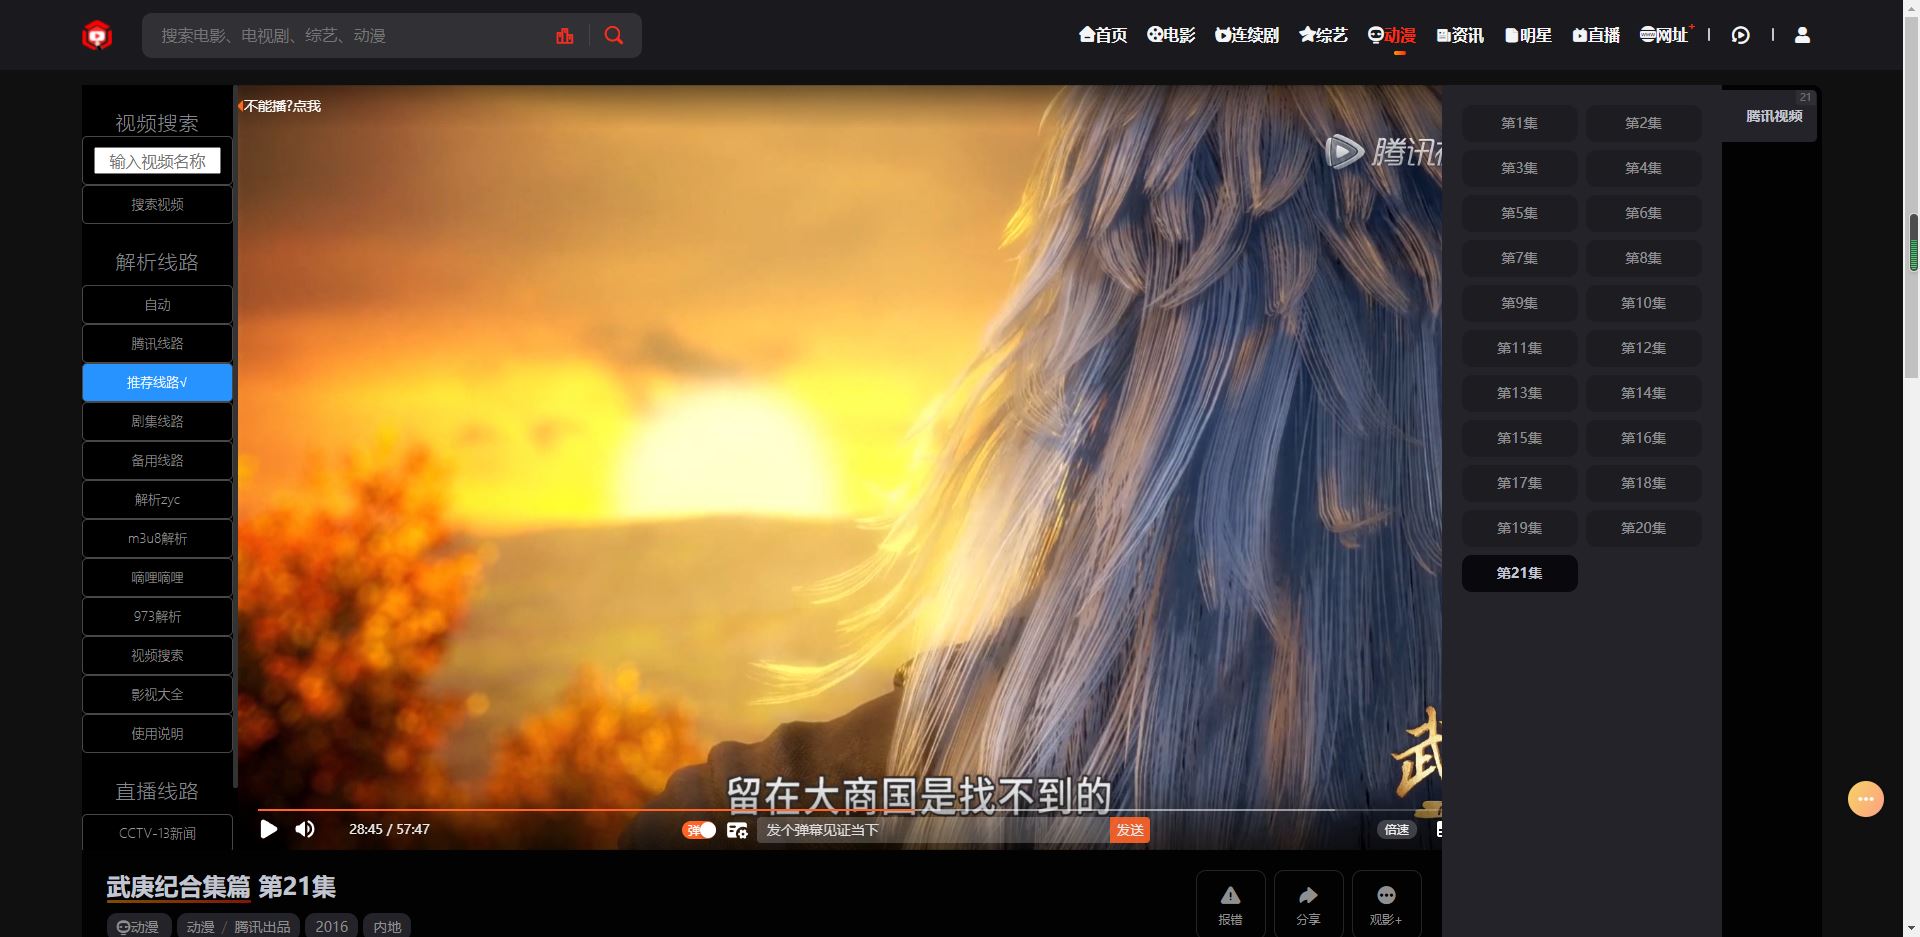 搜索电影、电视剧、综艺、动漫
首页 电影 连续剧 综艺 动漫 资讯 明星 直播 网址
视频搜索
输入视频名称
搜索视频
解析线路
自动
腾讯线路
推荐线路√
剧集线路
备用线路
解析zyc
m3u8解析
嘀哩嘀哩
973解析
视频搜索
影视大全
使用说明
直播线路
CCTV-13新闻
不能播?点我
腾讯
武
留在大商国是找不到的
28:45 / 57:47
弹
发个弹幕见证当下
发送
倍速
第1集 第2集
第3集 第4集
第5集 第6集
第7集 第8集
第9集 第10集
第11集 第12集
第13集 第14集
第15集 第16集
第17集 第18集
第19集 第20集
第21集
21
腾讯视频
武庚纪合集篇 第21集
动漫 动漫 / 腾讯出品 2016 内地
报错 分享 观影+